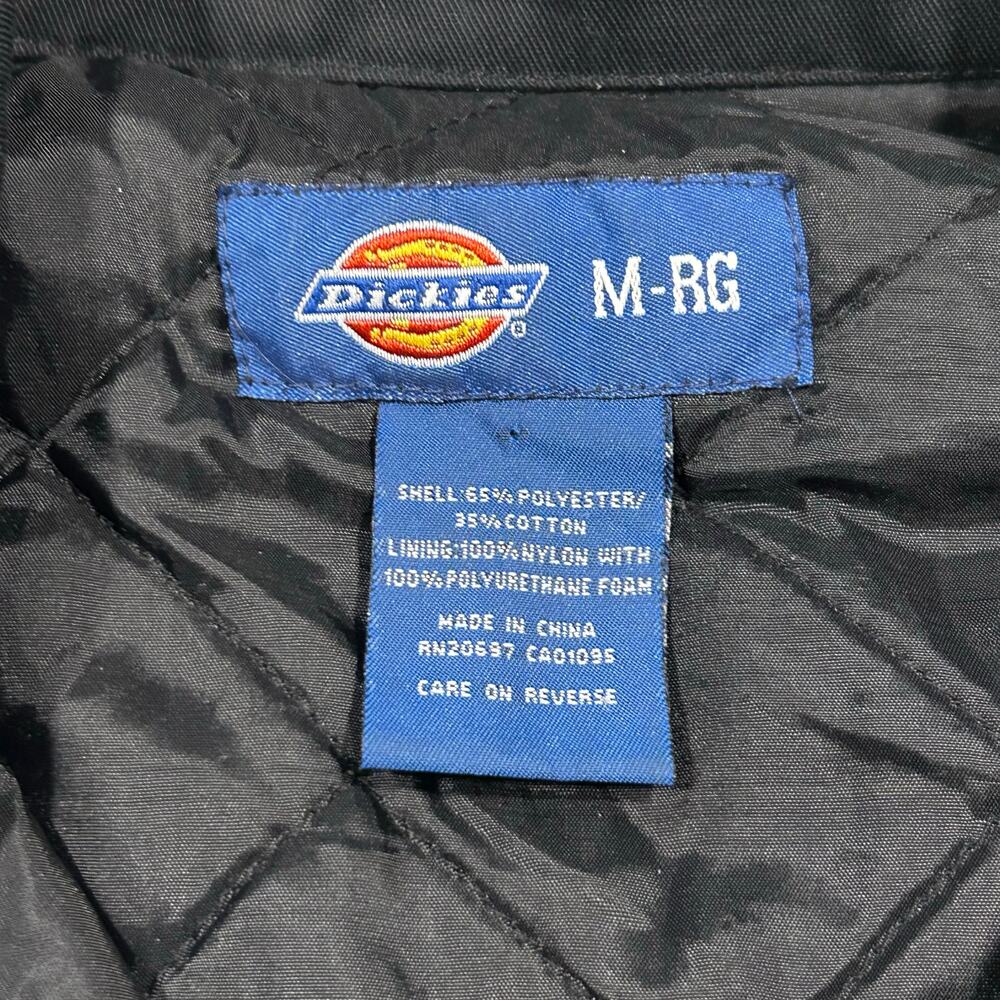 Dickies®
M-RG
SHELL:65% POLYESTER/
35% COTTON
LINING:100% NYLON WITH
100% POLYURETHANE FOAM
MADE IN CHINA
RN20697 CA01095
CARE ON REVERSE